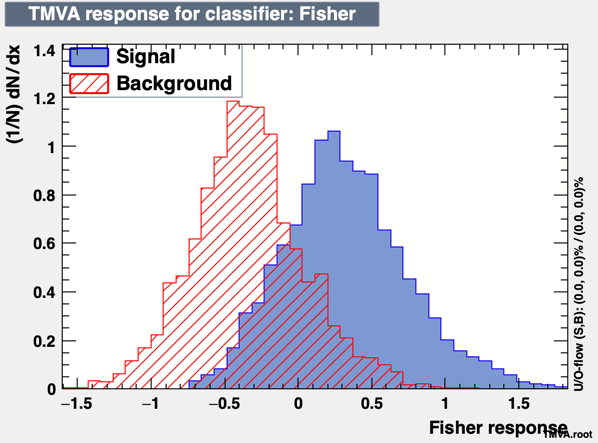 TMVA response for classifier: Fisher
(1/N) dN / dx
1.4
1.2
1
0.8
0.6
0.4
0.2
0
Signal
Background
−1.5
−1
−0.5
0
0.5
1
1.5
Fisher response
U/O-flow (S,B): (0.0, 0.0)% / (0.0, 0.0)%
TMVA.root